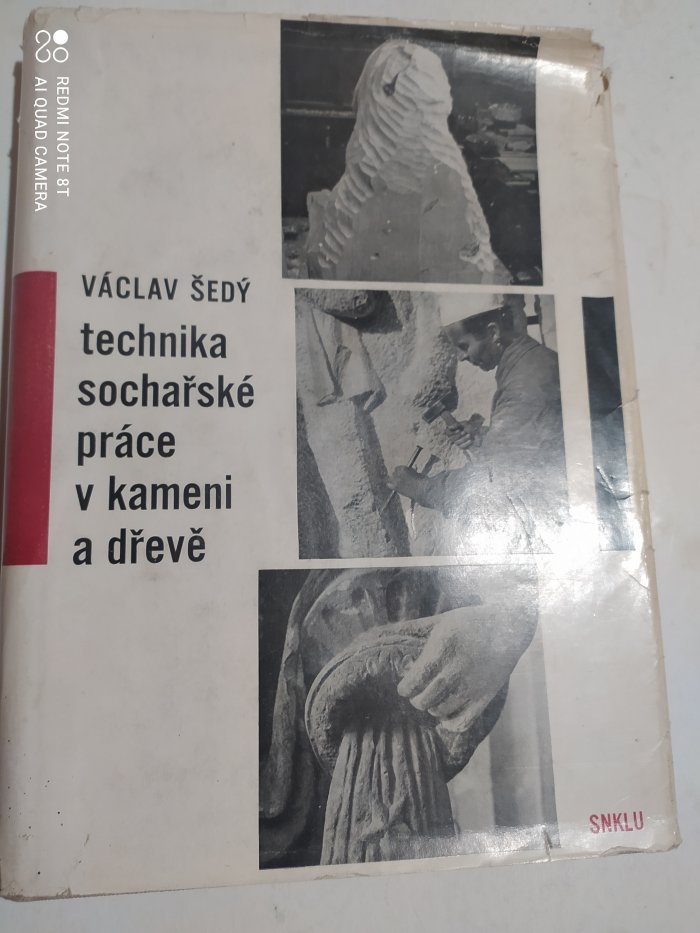 REDMI NOTE 8T
AI QUAD CAMERA
VÁCLAV ŠEDÝ
technika
sochařské
práce
v kameni
a dřevě
SNKLU